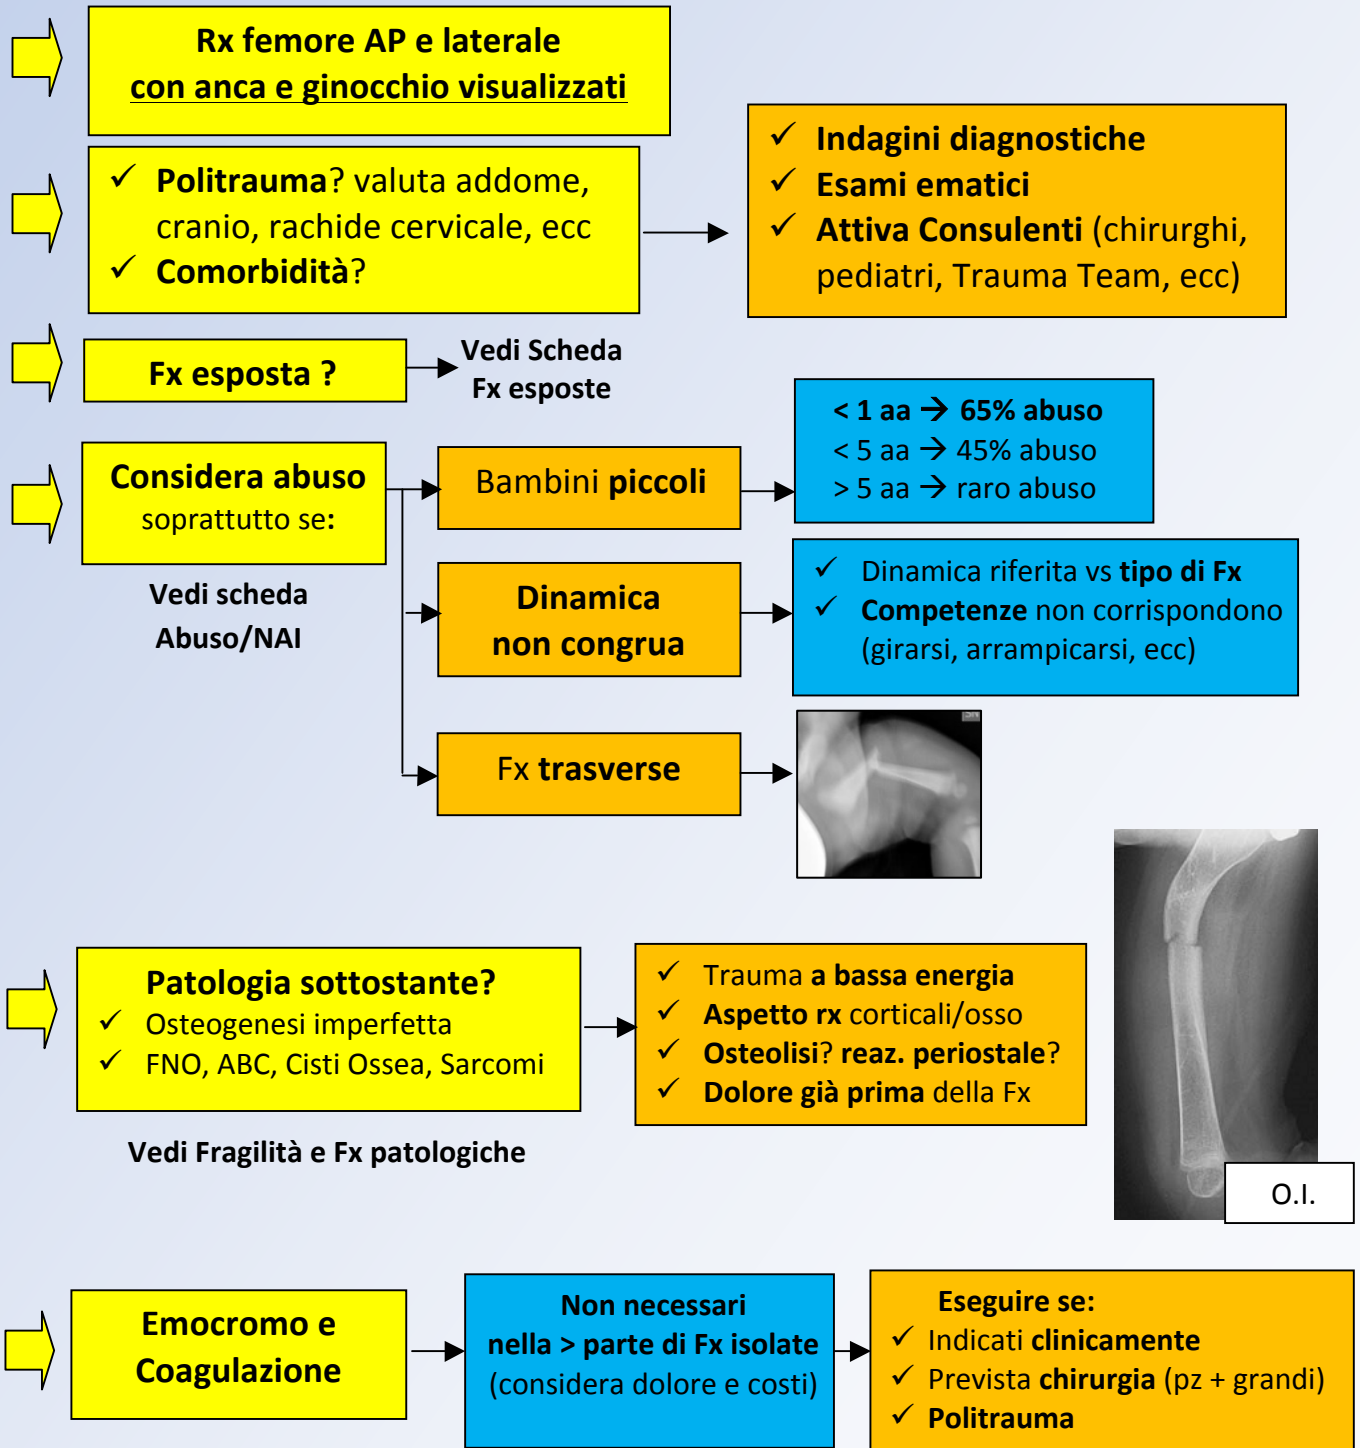 Rx femore AP e laterale
con anca e ginocchio visualizzati
✓ Politrauma? valuta addome,
cranio, rachide cervicale, ecc
✓ Comorbidità?
✓ Indagini diagnostiche
✓ Esami ematici
✓ Attiva Consulenti (chirurghi,
pediatri, Trauma Team, ecc)
Fx esposta ?
Vedi Scheda
Fx esposte
Considera abuso
soprattutto se:
Vedi scheda
Abuso/NAI
Bambini piccoli
< 1 aa → 65% abuso
< 5 aa → 45% abuso
> 5 aa → raro abuso
Dinamica
non congrua
✓ Dinamica riferita vs tipo di Fx
✓ Competenze non corrispondono
(girarsi, arrampicarsi, ecc)
Fx trasverse
Patologia sottostante?
✓ Osteogenesi imperfetta
✓ FNO, ABC, Cisti Ossea, Sarcomi
Vedi Fragilità e Fx patologiche
✓ Trauma a bassa energia
✓ Aspetto rx corticali/osso
✓ Osteolisi? reaz. periostale?
✓ Dolore già prima della Fx
O.I.
Emocromo e
Coagulazione
Non necessari
nella > parte di Fx isolate
(considera dolore e costi)
Eseguire se:
✓ Indicati clinicamente
✓ Prevista chirurgia (pz + grandi)
✓ Politrauma